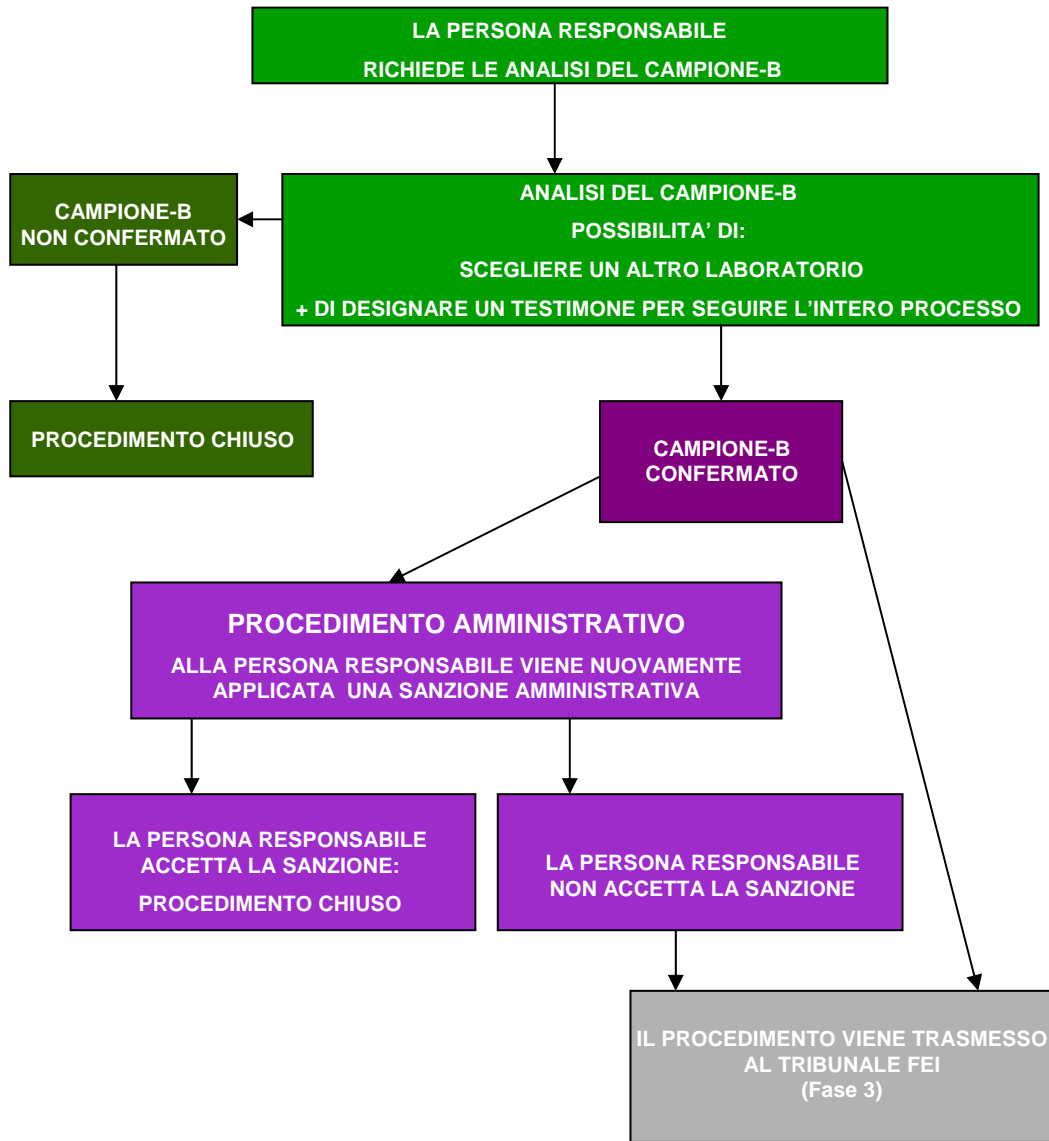 LA PERSONA RESPONSABILE
RICHIEDE LE ANALISI DEL CAMPIONE-B
CAMPIONE-B
NON CONFERMATO
ANALISI DEL CAMPIONE-B
POSSIBILITA’ DI:
SCEGLIERE UN ALTRO LABORATORIO
+ DI DESIGNARE UN TESTIMONE PER SEGUIRE L’INTERO PROCESSO
PROCEDIMENTO CHIUSO
CAMPIONE-B
CONFERMATO
PROCEDIMENTO AMMINISTRATIVO
ALLA PERSONA RESPONSABILE VIENE NUOVAMENTE
APPLICATA UNA SANZIONE AMMINISTRATIVA
LA PERSONA RESPONSABILE
ACCETTA LA SANZIONE:
PROCEDIMENTO CHIUSO
LA PERSONA RESPONSABILE
NON ACCETTA LA SANZIONE
IL PROCEDIMENTO VIENE TRASMESSO
AL TRIBUNALE FEI
(Fase 3)